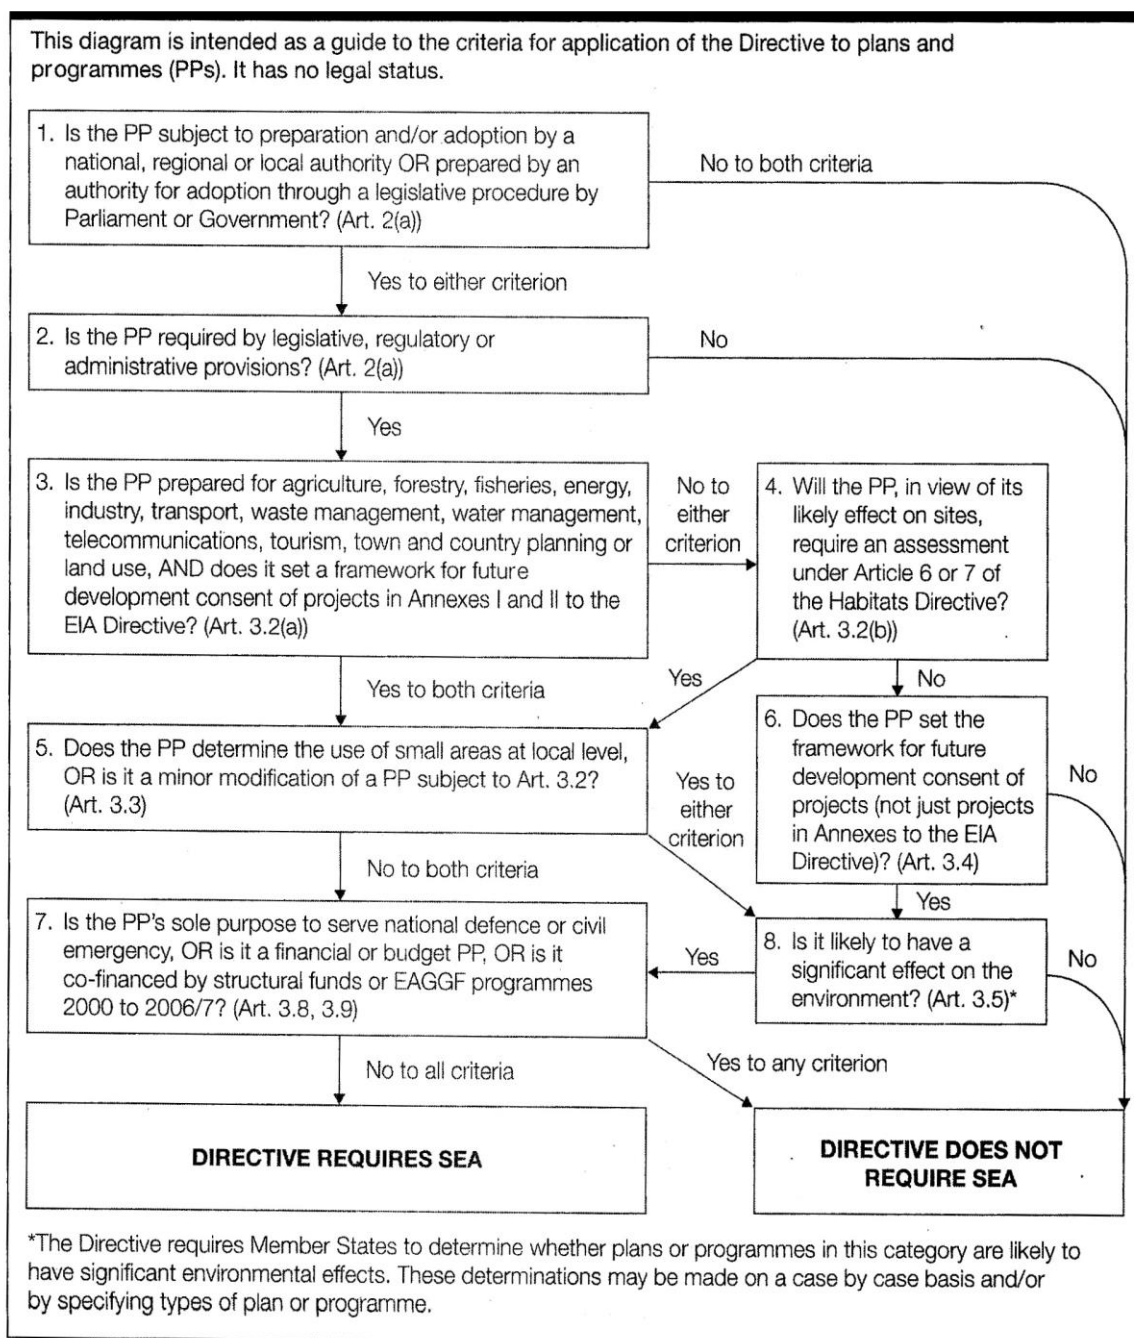 This diagram is intended as a guide to the criteria for application of the Directive to plans and
programmes (PPs). It has no legal status.
1. Is the PP subject to preparation and/or adoption by a
national, regional or local authority OR prepared by an
authority for adoption through a legislative procedure by
Parliament or Government? (Art. 2(a))
No to both criteria
Yes to either criterion
2. Is the PP required by legislative, regulatory or
administrative provisions? (Art. 2(a))
No
Yes
3. Is the PP prepared for agriculture, forestry, fisheries, energy,
industry, transport, waste management, water management,
telecommunications, tourism, town and country planning or
land use, AND does it set a framework for future
development consent of projects in Annexes I and II to the
EIA Directive? (Art. 3.2(a))
No to
either
criterion
4. Will the PP, in view of its
likely effect on sites,
require an assessment
under Article 6 or 7 of
the Habitats Directive?
(Art. 3.2(b))
Yes to both criteria
Yes
No
5. Does the PP determine the use of small areas at local level,
OR is it a minor modification of a PP subject to Art. 3.2?
(Art. 3.3)
Yes to
either
criterion
6. Does the PP set the
framework for future
development consent of
projects (not just projects
in Annexes to the EIA
Directive)? (Art. 3.4)
No
No to both criteria
Yes
7. Is the PP's sole purpose to serve national defence or civil
emergency, OR is it a financial or budget PP, OR is it
co-financed by structural funds or EAGGF programmes
2000 to 2006/7? (Art. 3.8, 3.9)
Yes
8. Is it likely to have a
significant effect on the
environment? (Art. 3.5)*
No
No to all criteria
Yes to any criterion
DIRECTIVE REQUIRES SEA
DIRECTIVE DOES NOT
REQUIRE SEA
*The Directive requires Member States to determine whether plans or programmes in this category are likely to
have significant environmental effects. These determinations may be made on a case by case basis and/or
by specifying types of plan or programme.